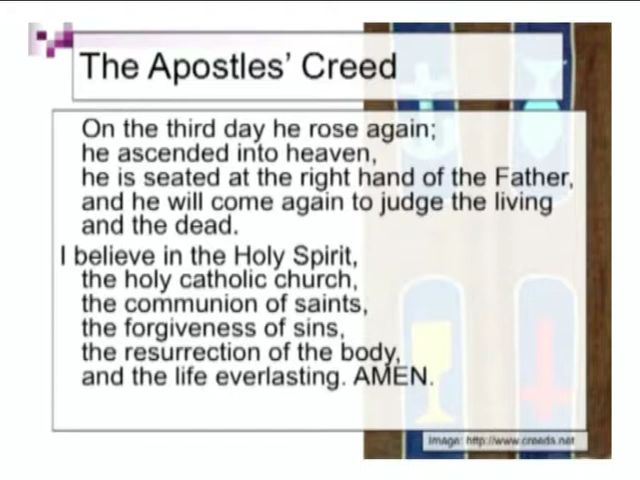 The Apostles' Creed
On the third day he rose again;
he ascended into heaven,
he is seated at the right hand of the Father,
and he will come again to judge the living
and the dead.
I believe in the Holy Spirit,
the holy catholic church,
the communion of saints,
the forgiveness of sins,
the resurrection of the body,
and the life everlasting. AMEN.
Image: http://www.creeds.net